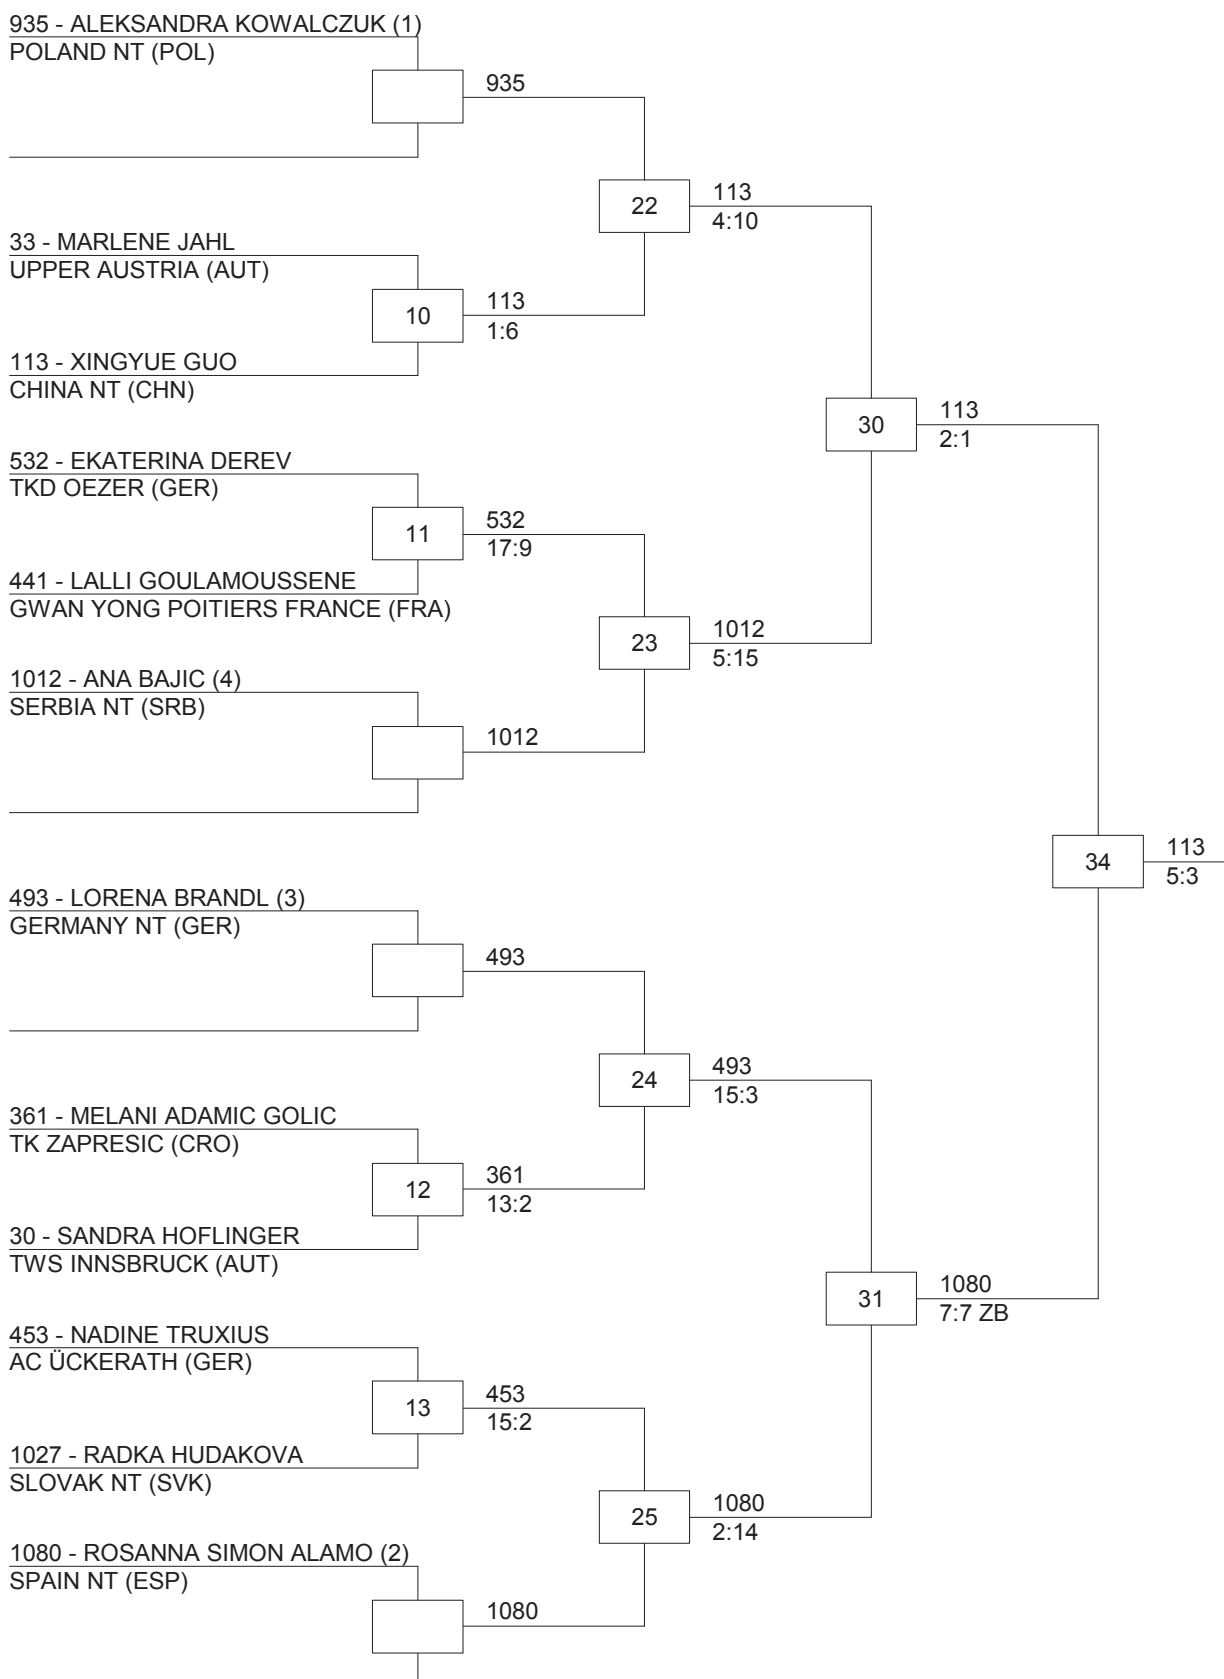 935 - ALEKSANDRA KOWALCZUK (1)
POLAND NT (POL)
935
22
113
4:10
33 - MARLENE JAHL
UPPER AUSTRIA (AUT)
10
113
1:6
113 - XINGYUE GUO
CHINA NT (CHN)
30
113
2:1
532 - EKATERINA DEREV
TKD OEZER (GER)
11
532
17:9
441 - LALLI GOULAMOUSSENE
GWAN YONG POITIERS FRANCE (FRA)
23
1012
5:15
1012 - ANA BAJIC (4)
SERBIA NT (SRB)
1012
34
113
5:3
493 - LORENA BRANDL (3)
GERMANY NT (GER)
493
24
493
15:3
361 - MELANI ADAMIC GOLIC
TK ZAPRESIC (CRO)
12
361
13:2
30 - SANDRA HOFLINGER
TWS INNSBRUCK (AUT)
31
1080
7:7 ZB
453 - NADINE TRUXIUS
AC ÜCKERATH (GER)
13
453
15:2
1027 - RADKA HUDAKOVA
SLOVAK NT (SVK)
25
1080
2:14
1080 - ROSANNA SIMON ALAMO (2)
SPAIN NT (ESP)
1080